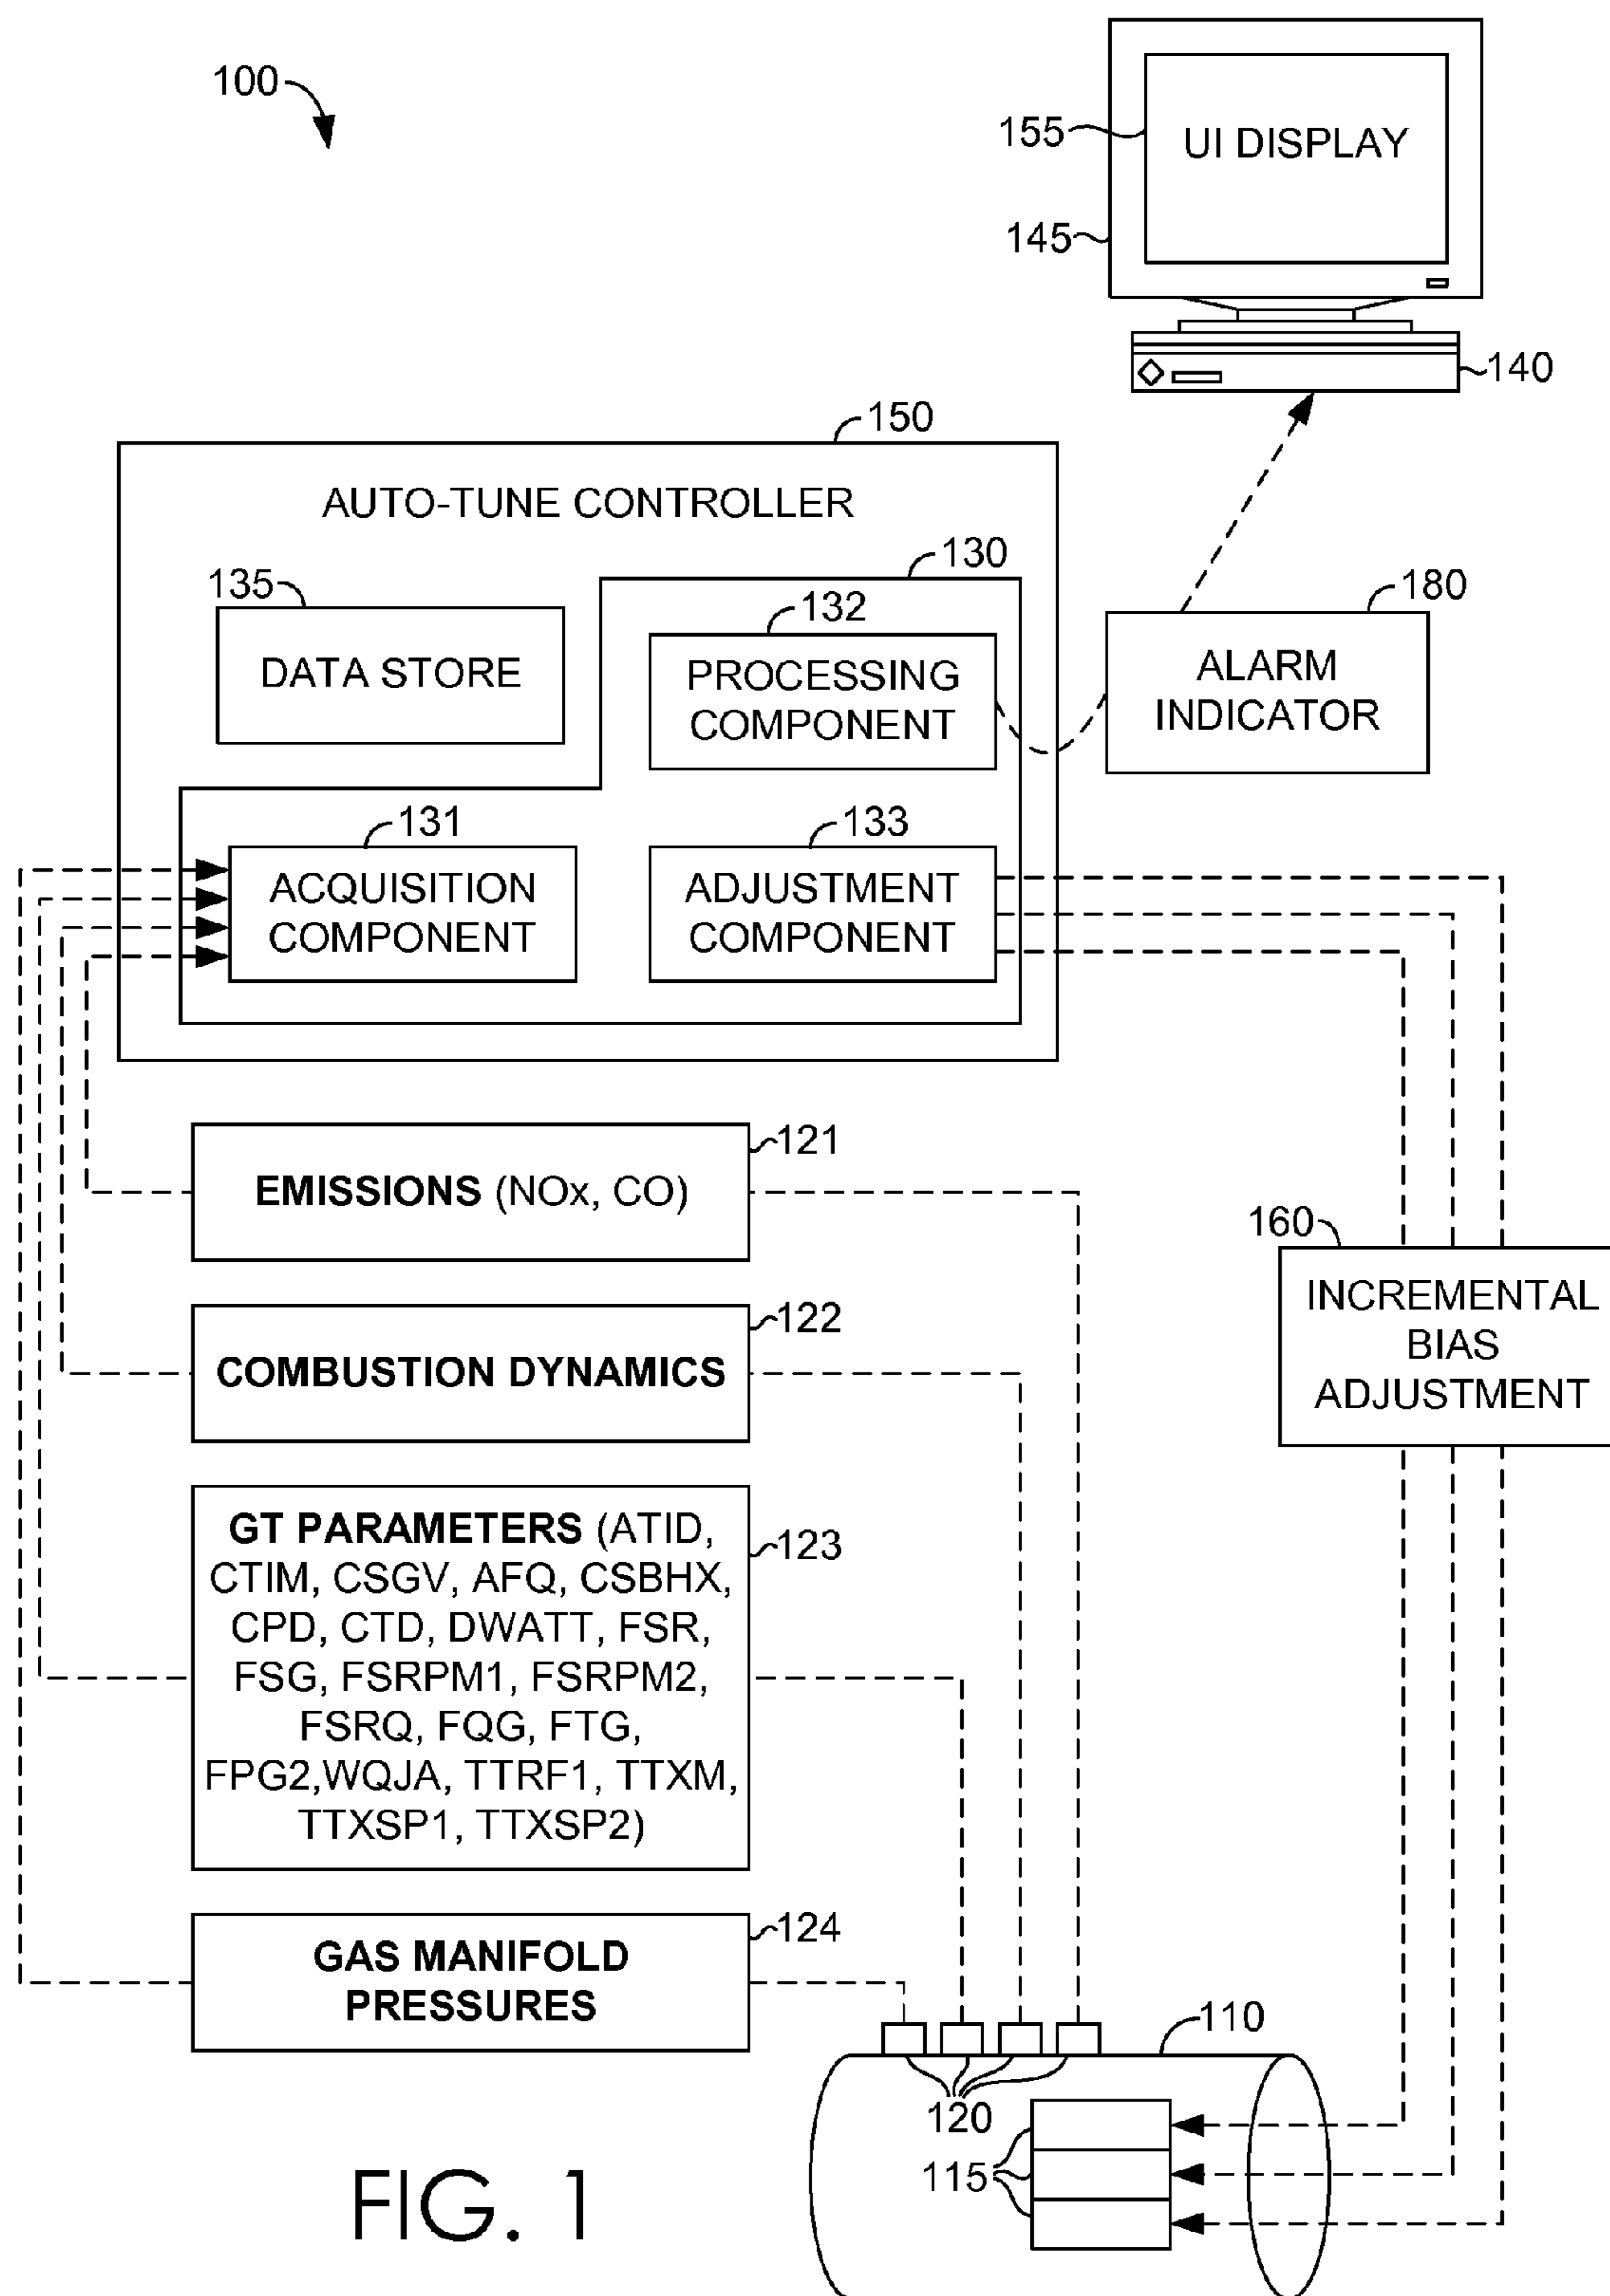 100
155
UI DISPLAY
145
140
150
AUTO-TUNE CONTROLLER
130
135
132
180
DATA STORE
PROCESSING
COMPONENT
ALARM
INDICATOR
131
133
ACQUISITION
COMPONENT
ADJUSTMENT
COMPONENT
121
EMISSIONS (NOx, CO)
160
INCREMENTAL
BIAS
ADJUSTMENT
122
COMBUSTION DYNAMICS
123
GT PARAMETERS (ATID,
CTIM, CSGV, AFQ, CSBHX,
CPD, CTD, DWATT, FSR,
FSG, FSRPM1, FSRPM2,
FSRQ, FQG, FTG,
FPG2,WQJA, TTRF1, TTXM,
TTXSP1, TTXSP2)
124
GAS MANIFOLD
PRESSURES
110
120
115
FIG. 1